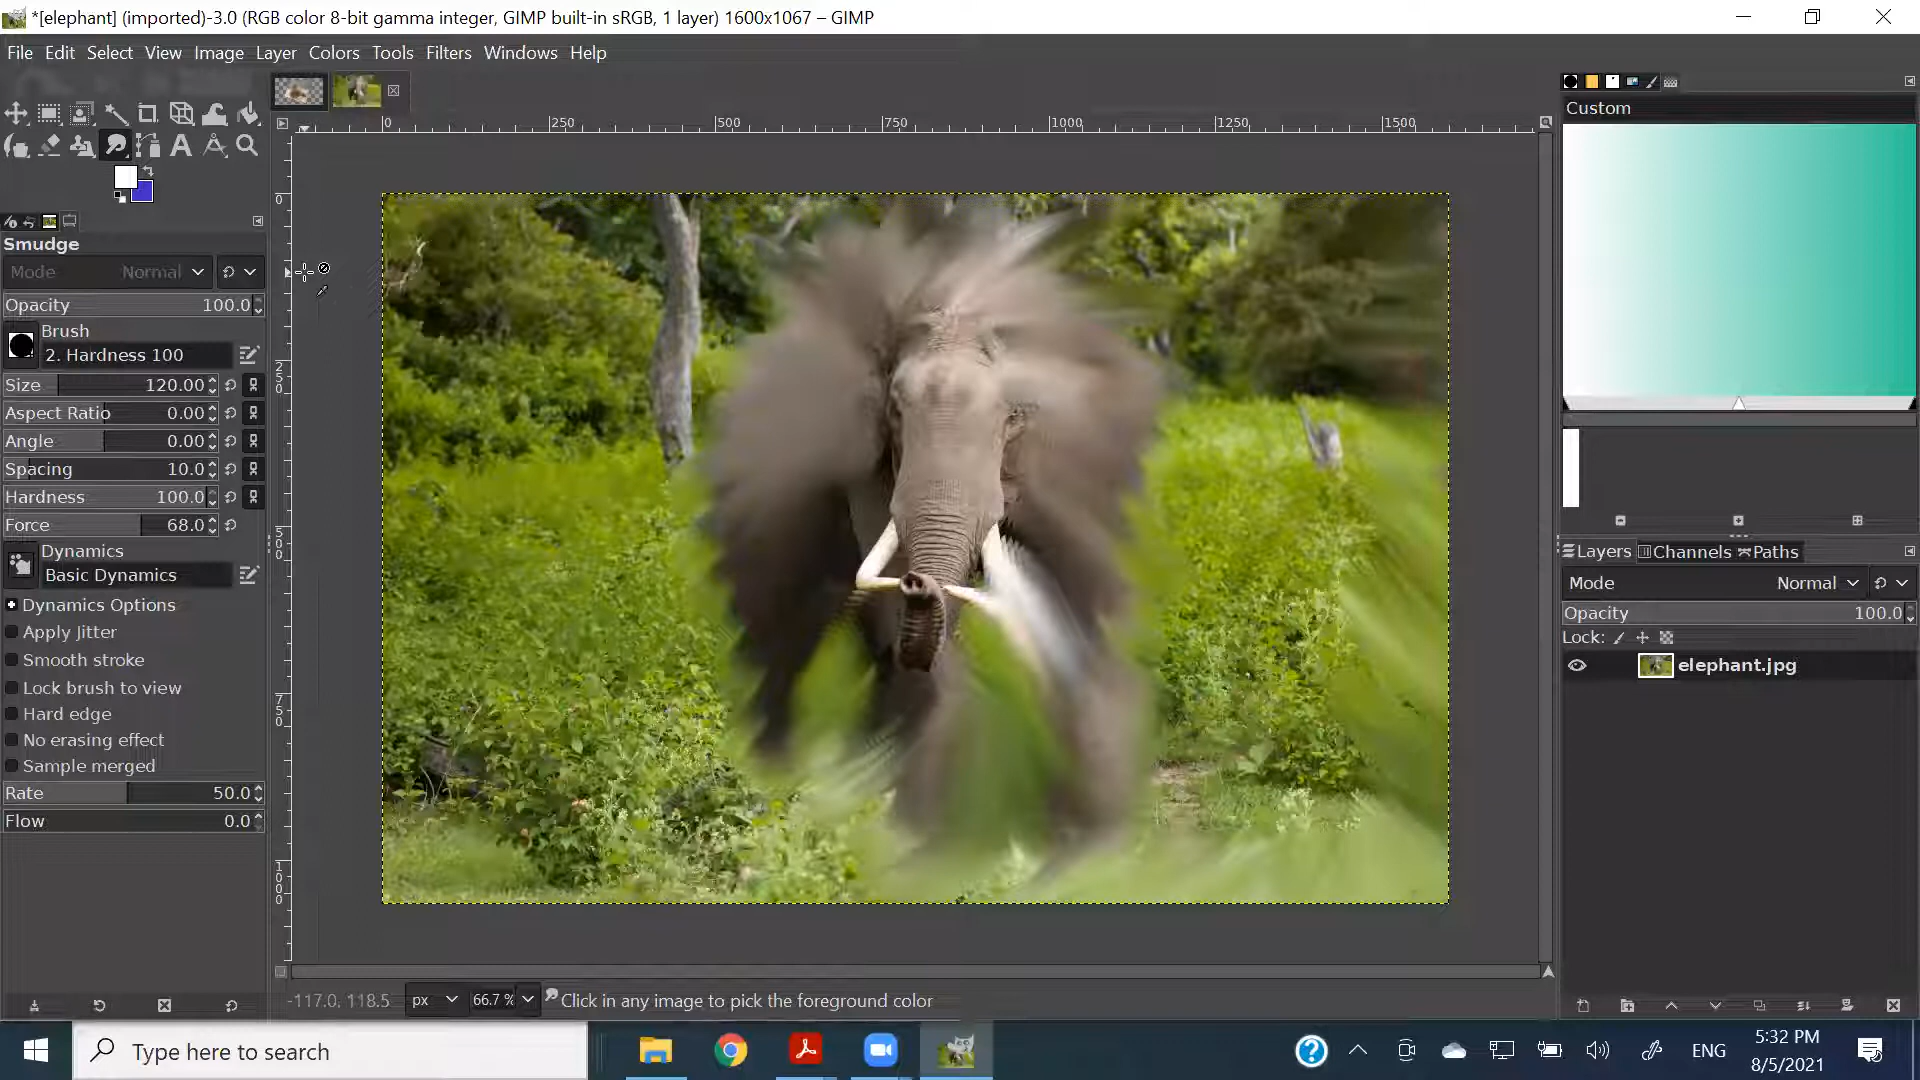 *[elephant] (imported)-3.0 (RGB color 8-bit gamma integer, GIMP built-in sRGB, 1 layer) 1600x1067 – GIMP
File Edit Select View Image Layer Colors Tools Filters Windows Help
Custom
0 250 500 750 1000 1250 1500
0
250
500
750
1000
Smudge
Mode Normal
Opacity 100.0
Brush
2. Hardness 100
Size 120.00
Aspect Ratio 0.00
Angle 0.00
Spacing 10.0
Hardness 100.0
Force 68.0
Dynamics
Basic Dynamics
Dynamics Options
Apply Jitter
Smooth stroke
Lock brush to view
Hard edge
No erasing effect
Sample merged
Rate 50.0
Flow 0.0
Layers Channels Paths
Mode Normal
Opacity 100.0
Lock:
elephant.jpg
-117.0, 118.5 px 66.7 % Click in any image to pick the foreground color
Type here to search
ENG
5:32 PM
8/5/2021